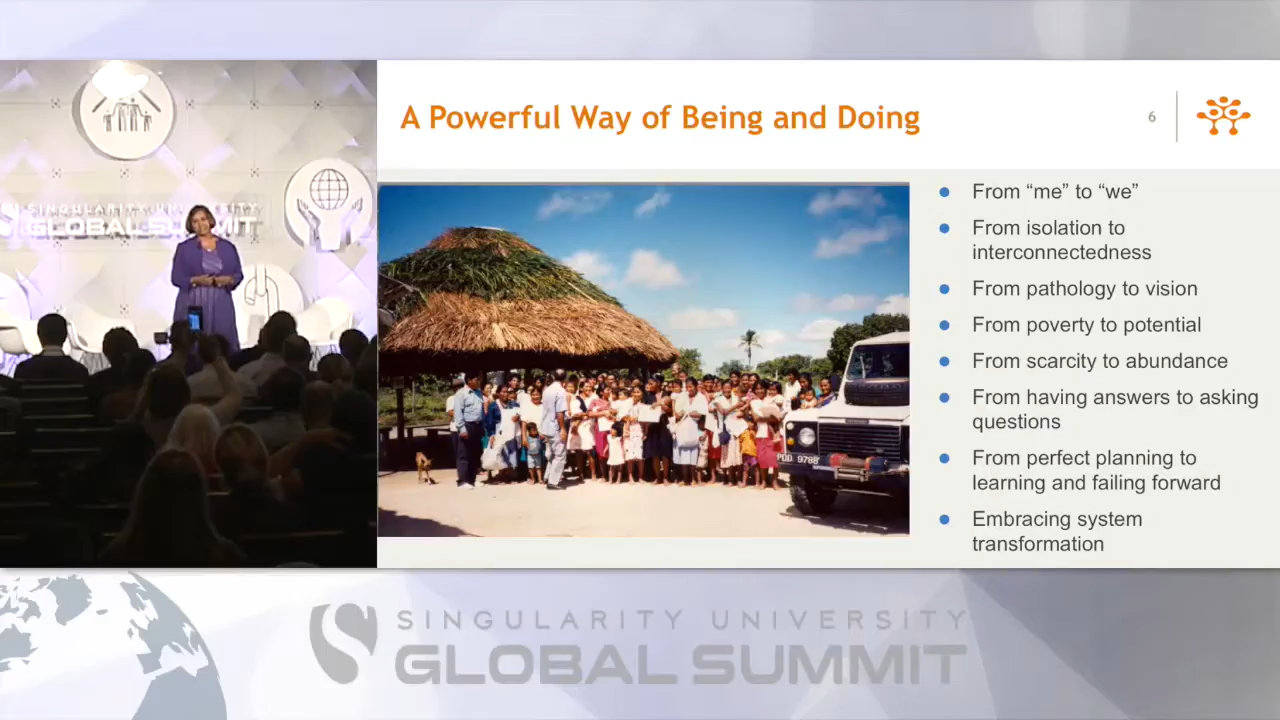 SINGULARITY UNIVERSITY
GLOBAL SUMMIT
A Powerful Way of Being and Doing
6
From “me” to “we”
From isolation to
interconnectedness
From pathology to vision
From poverty to potential
From scarcity to abundance
From having answers to asking
questions
From perfect planning to
learning and failing forward
Embracing system
transformation
SINGULARITY UNIVERSITY
GLOBAL SUMMIT